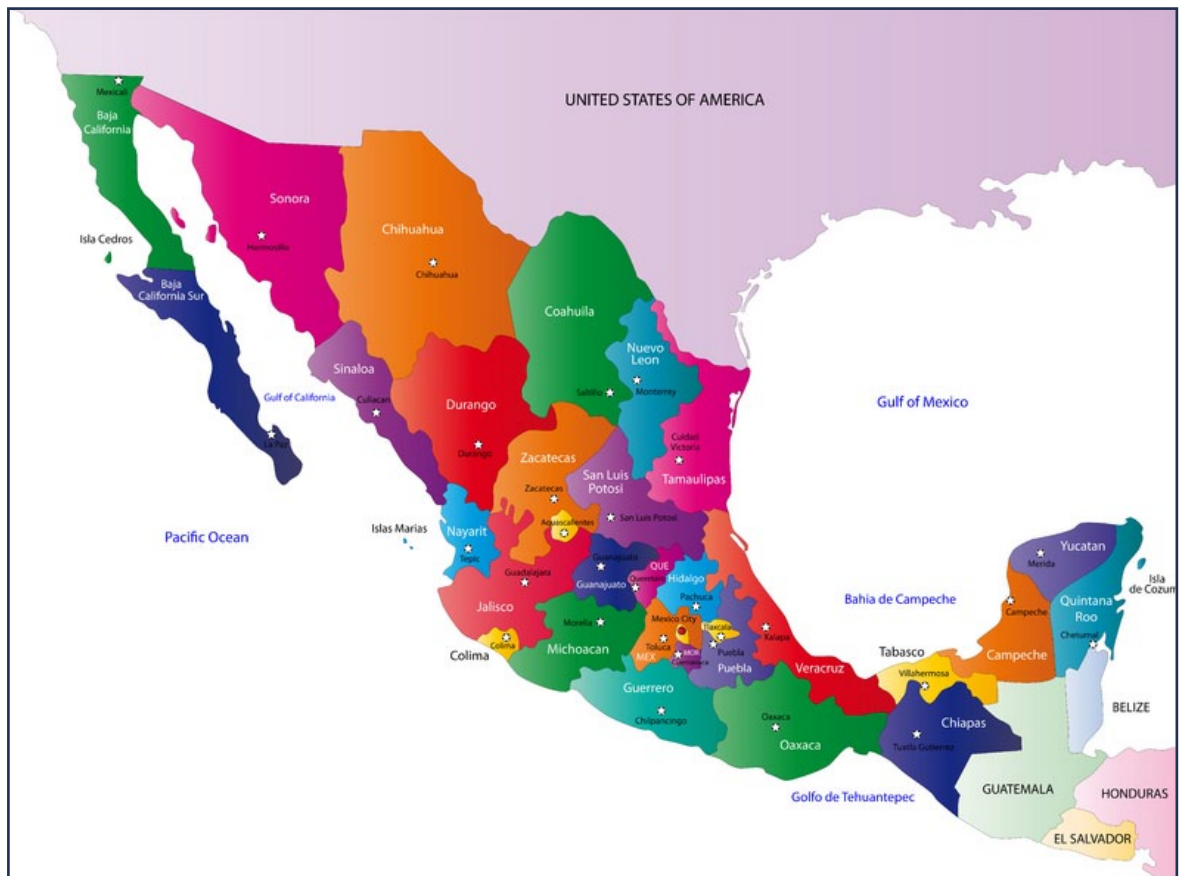 UNITED STATES OF AMERICA
Mexicali
Baja
California
Sonora
Hermosillo
Chihuahua
Chihuahua
Isla Cedros
Baja
California Sur
Coahuila
Saltillo
Nuevo
Leon
Monterrey
Sinaloa
Culiacan
Gulf of California
La Paz
Durango
Durango
Gulf of Mexico
Zacatecas
Zacatecas
San Luis
Potosi
San Luis Potosi
Ciudad
Victoria
Tamaulipas
Aguascalientes
Pacific Ocean
Islas Marias
Nayarit
Tepic
Guadalajara
Jalisco
Guanajuato
Guanajuato
QUE
Queretaro
Hidalgo
Pachuca
Yucatan
Merida
Isla
de Cozum
Quintana
Roo
Chetumal
Bahia de Campeche
Campeche
Campeche
Colima
Colima
Morelia
Michoacan
Mexico City
Toluca
MEX
MOR
Cuernavaca
Tlaxcala
Puebla
Puebla
Xalapa
Veracruz
Tabasco
Villahermosa
Guerrero
Chilpancingo
Oaxaca
Oaxaca
Chiapas
Tuxtla Gutierrez
BELIZE
Golfo de Tehuantepec
GUATEMALA
HONDURAS
EL SALVADOR